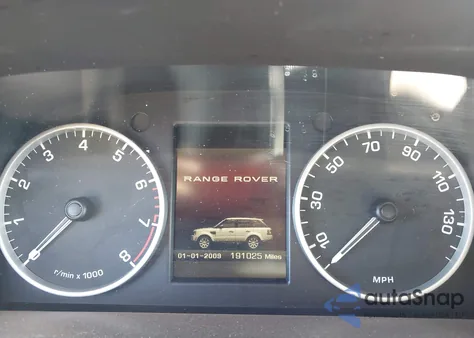 1 2 3 4 5 6 7 8
r/min x 1000
RANGE ROVER
01-01-2009 191025 Miles
10 30 50 70 90 110 130
MPH
autoSnap